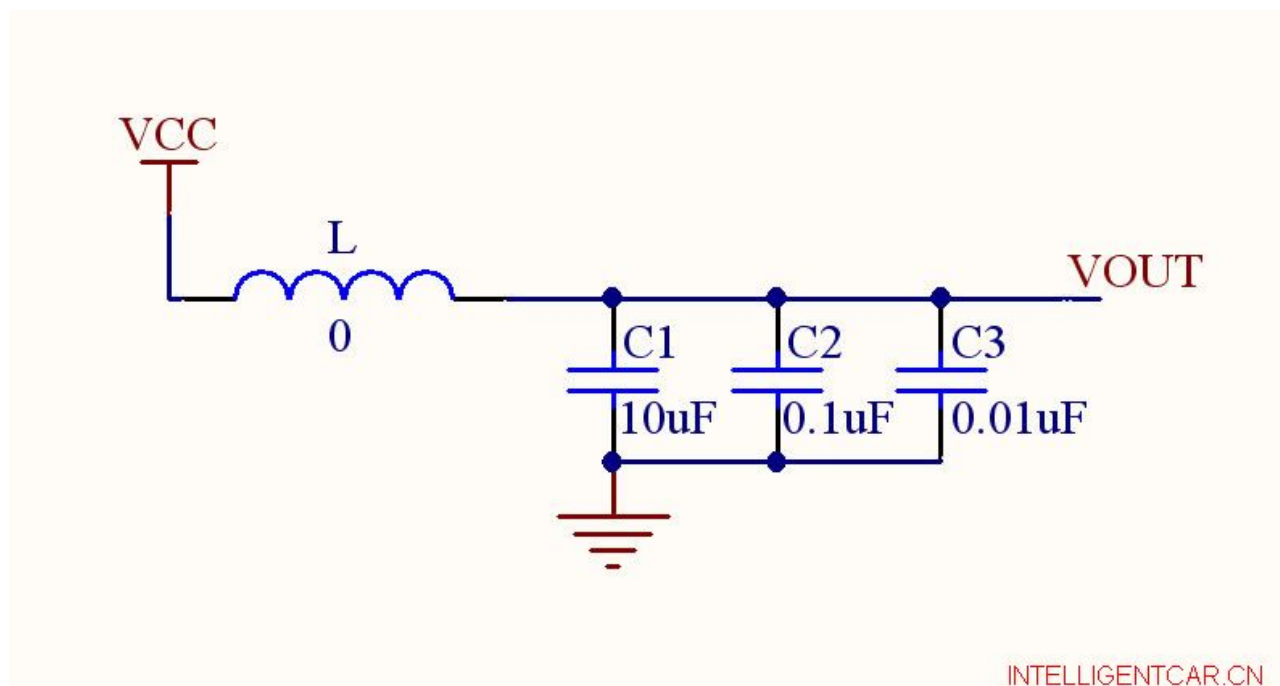 VCC
L
0
VOUT
C1
10uF
C2
0.1uF
C3
0.01uF
INTELLIGENTCAR.CN